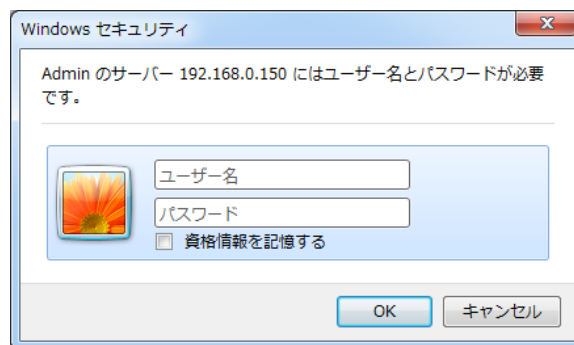 Windows セキュリティ
Admin のサーバー 192.168.0.150 にはユーザー名とパスワードが必要
です。
ユーザー名
パスワード
資格情報を記憶する
OK
キャンセル